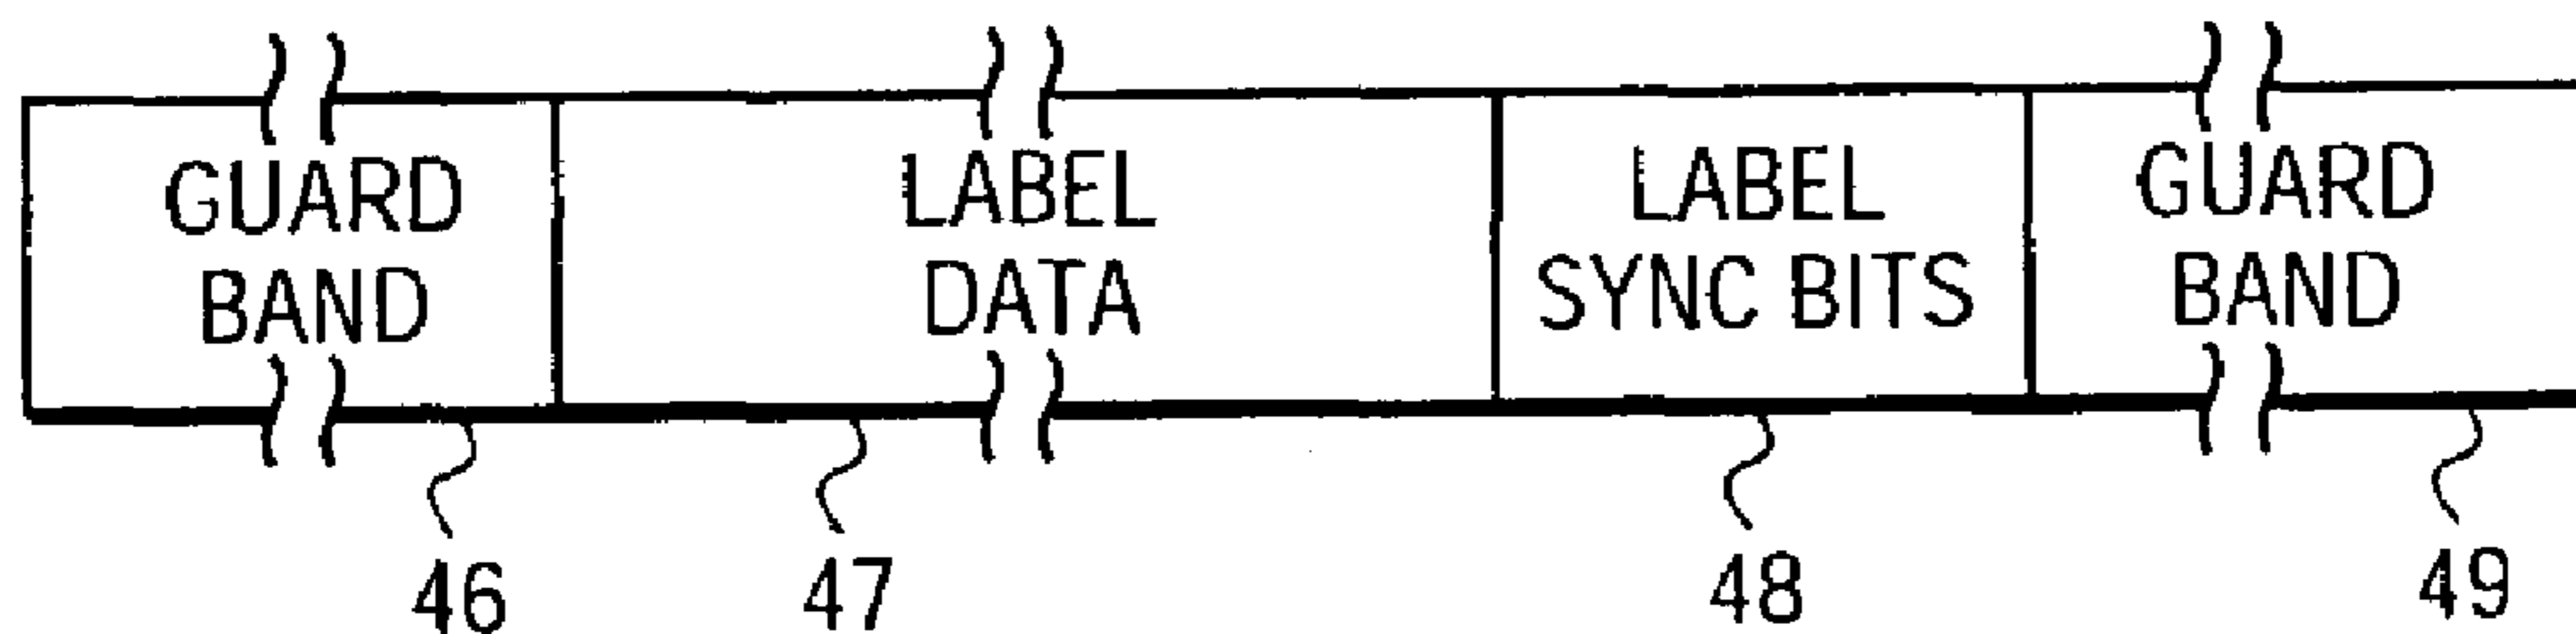 GUARD
BAND
LABEL
DATA
LABEL
SYNC BITS
GUARD
BAND
46
47
48
49